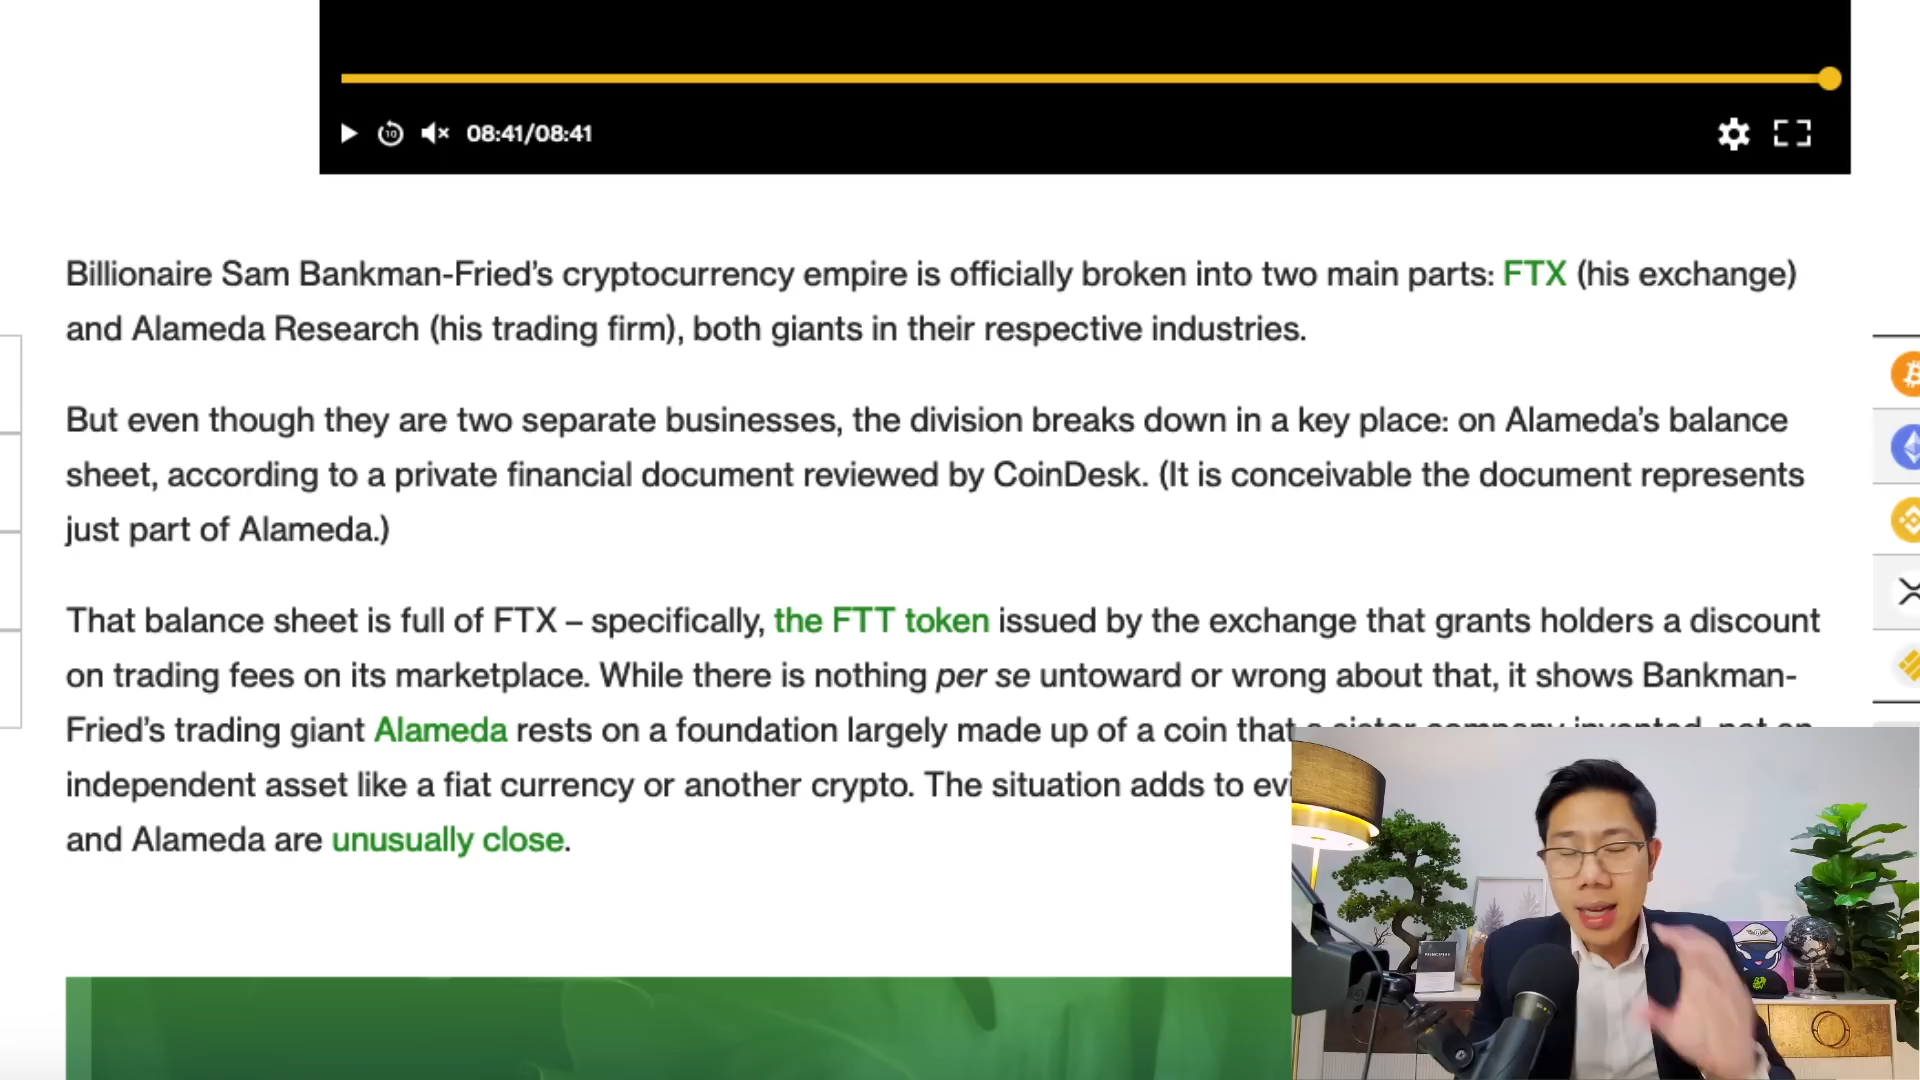 08:41/08:41
Billionaire Sam Bankman-Fried’s cryptocurrency empire is officially broken into two main parts: FTX (his exchange)
and Alameda Research (his trading firm), both giants in their respective industries.
But even though they are two separate businesses, the division breaks down in a key place: on Alameda’s balance
sheet, according to a private financial document reviewed by CoinDesk. (It is conceivable the document represents
just part of Alameda.)
That balance sheet is full of FTX – specifically, the FTT token issued by the exchange that grants holders a discount
on trading fees on its marketplace. While there is nothing per se untoward or wrong about that, it shows Bankman-
Fried’s trading giant Alameda rests on a foundation largely made up of a coin that
independent asset like a fiat currency or another crypto. The situation adds to
and Alameda are unusually close.
PRINCIPLES